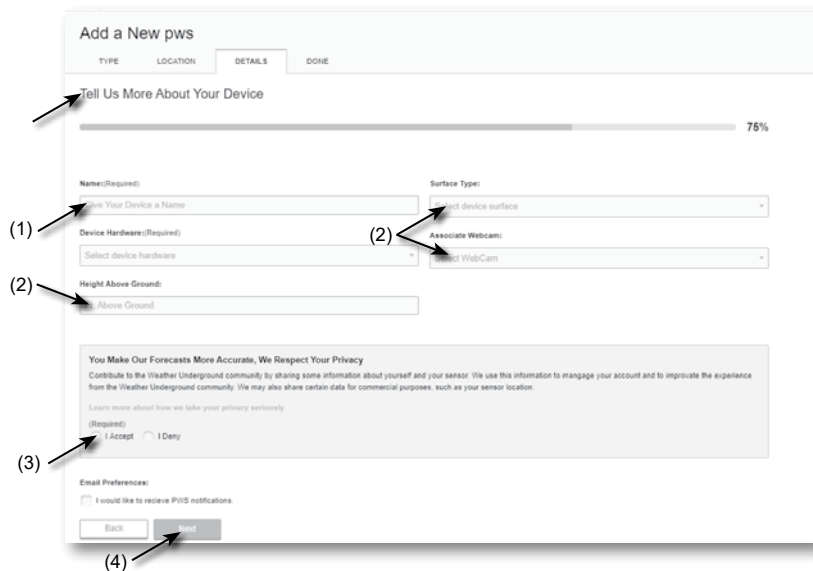 Add a New pws
TYPE LOCATION DETAILS DONE
Tell Us More About Your Device
75%
Name:(Required) Surface Type:
Give Your Device a Name Select device surface
(1)
(2)
Device Hardware:(Required) Associate Webcam:
Select device hardware Select WebCam
(2)
Height Above Ground:
Above Ground
You Make Our Forecasts More Accurate, We Respect Your Privacy
Contribute to the Weather Underground community by sharing some information about yourself and your sensor. We use this information to mangage your account and to improvate the experience
from the Weather Underground community. We may also share certain data for commercial purposes, such as your sensor location.
Learn more about how we take your privacy seriously
(Required)
I Accept I Deny
(3)
Email Preferences:
I would like to recieve PWS notifications.
Back Next
(4)